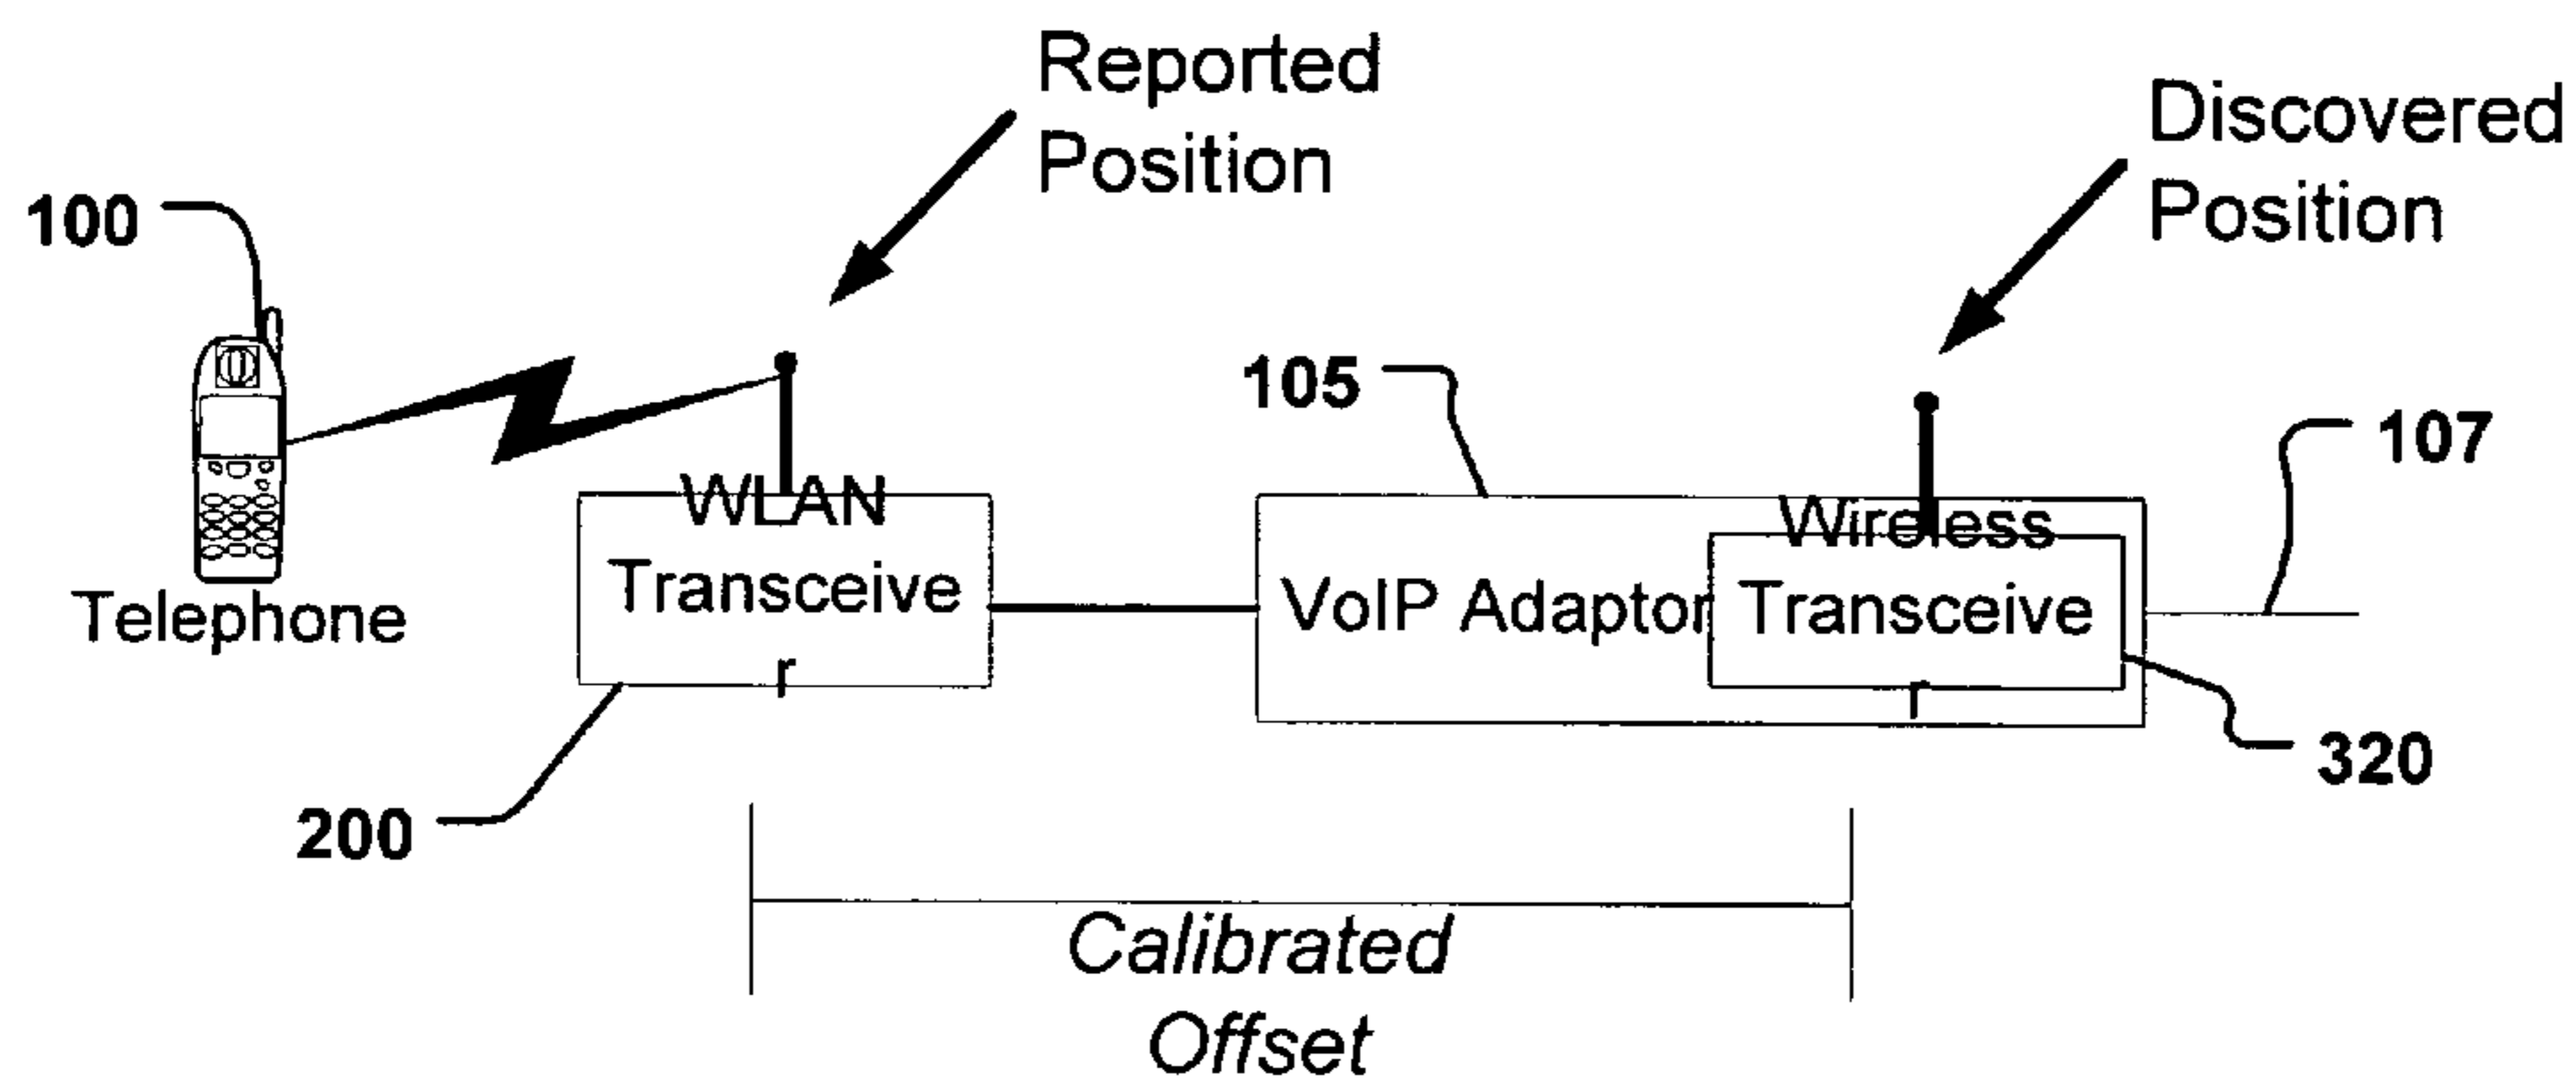 Reported
Position
Discovered
Position
100
105
107
WLAN
Transceive
r
Wireless
Transceive
r
VoIP Adaptor
Telephone
200
320
Calibrated
Offset